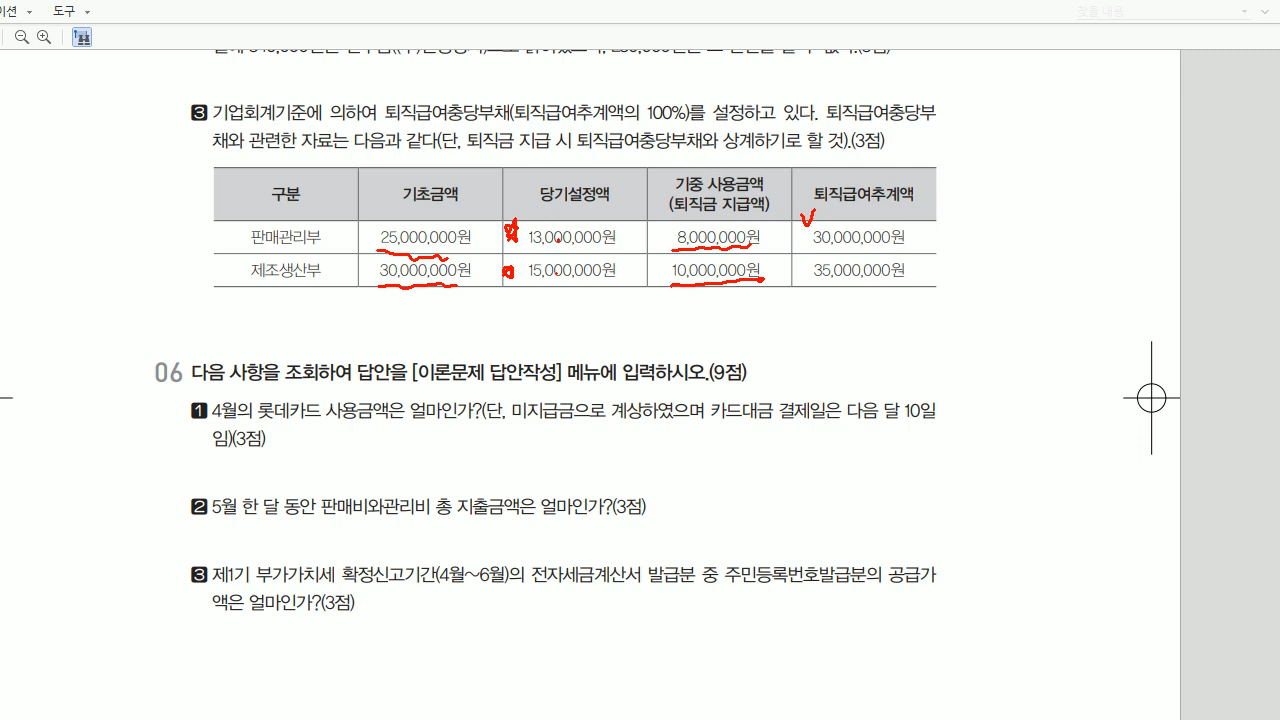 이션 도구 찾을 내용
3 기업회계기준에 의하여 퇴직급여충당부채(퇴직급여추계액의 100%)를 설정하고 있다. 퇴직급여충당부
채와 관련한 자료는 다음과 같다(단, 퇴직금 지급 시 퇴직급여충당부채와 상계하기로 할 것).(3점)
구분 기초금액 당기설정액 기중 사용금액 (퇴직금 지급액) 퇴직급여추계액
판매관리부 25,000,000원 13,000,000원 8,000,000원 30,000,000원
제조생산부 30,000,000원 15,000,000원 10,000,000원 35,000,000원
06 다음 사항을 조회하여 답안을 [이론문제 답안작성] 메뉴에 입력하시오.(9점)
1 4월의 롯데카드 사용금액은 얼마인가?(단, 미지급금으로 계상하였으며 카드대금 결제일은 다음 달 10일
임)(3점)
2 5월 한 달 동안 판매비와관리비 총 지출금액은 얼마인가?(3점)
3 제1기 부가가치세 확정신고기간(4월~6월)의 전자세금계산서 발급분 중 주민등록번호발급분의 공급가
액은 얼마인가?(3점)